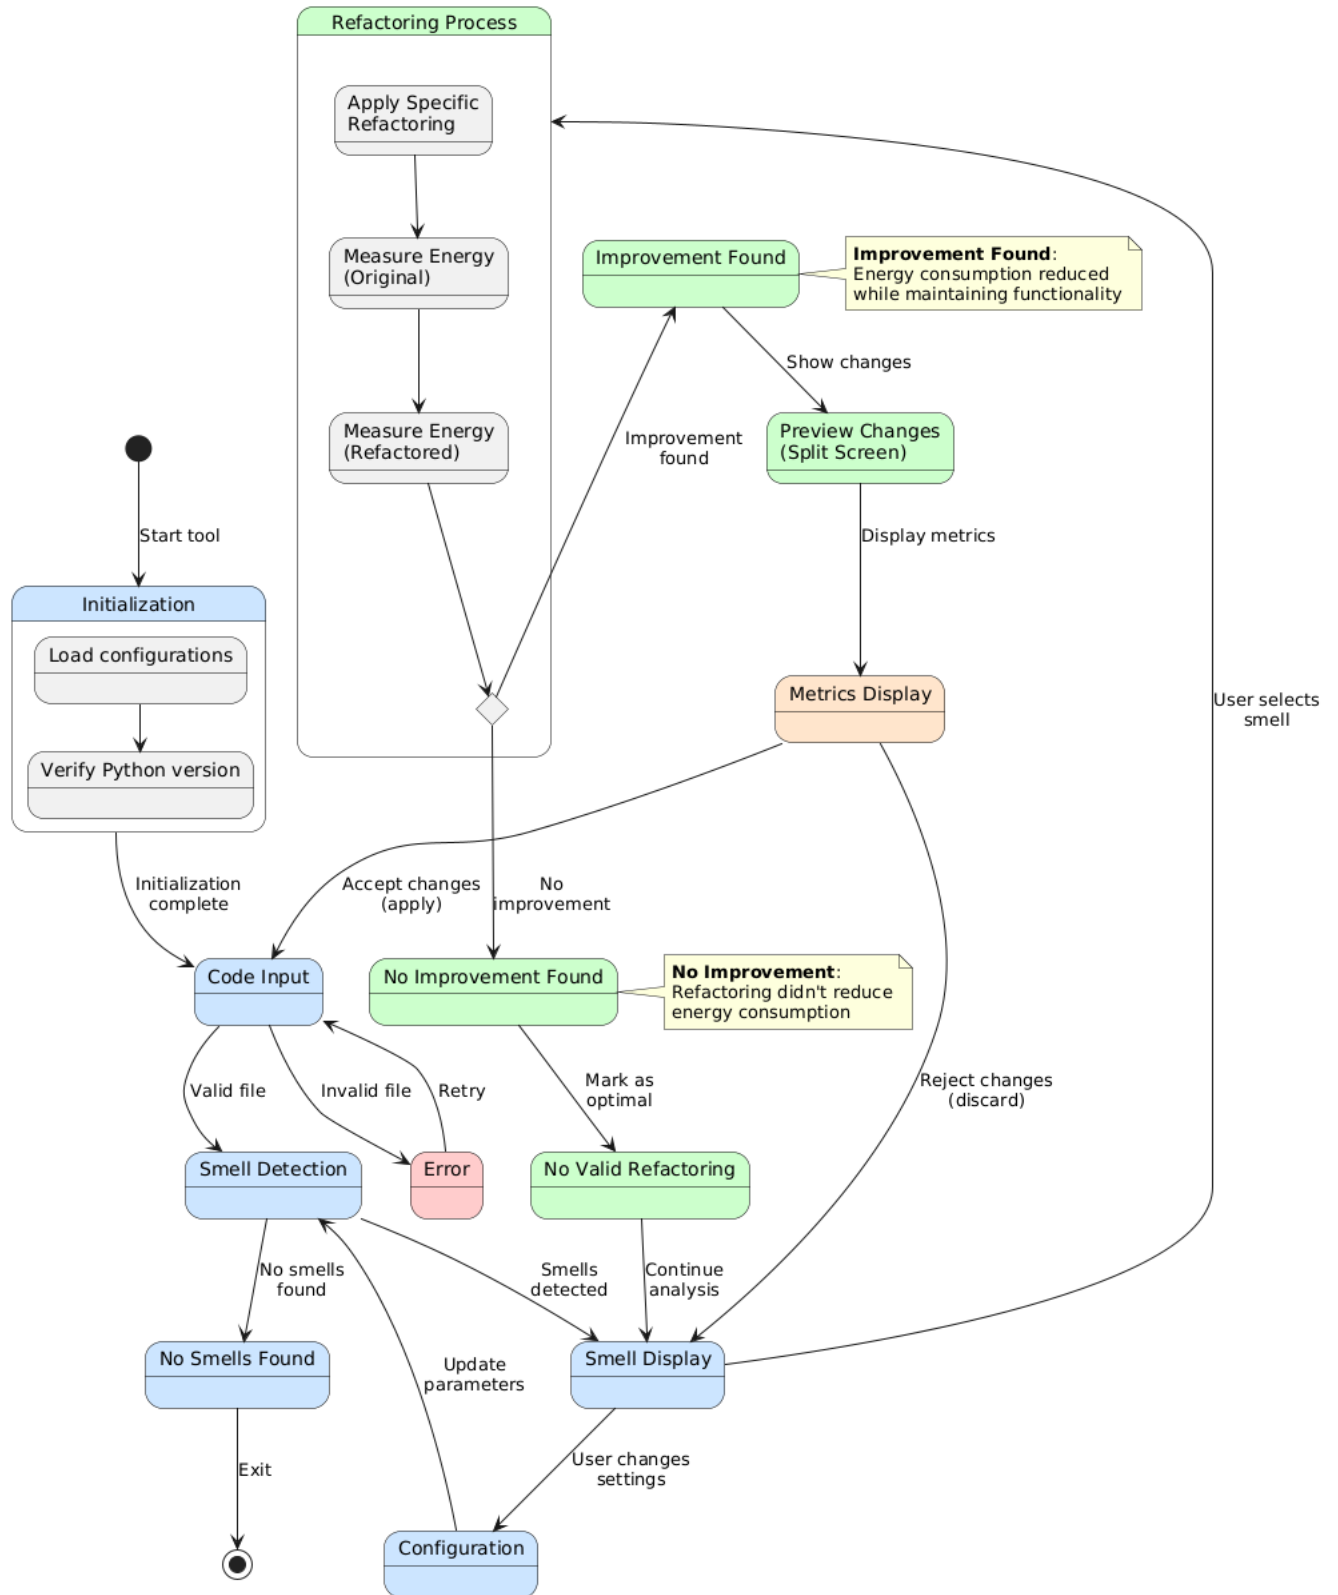 Refactoring Process
Apply Specific
Refactoring
Measure Energy
(Original)
Improvement Found
Improvement Found:
Energy consumption reduced
while maintaining functionality
Show changes
Measure Energy
(Refactored)
Improvement
found
Preview Changes
(Split Screen)
Start tool
Display metrics
Initialization
Load configurations
Verify Python version
Metrics Display
User selects
smell
Initialization
complete
Accept changes
(apply)
No
improvement
Code Input
No Improvement Found
No Improvement:
Refactoring didn't reduce
energy consumption
Valid file
Invalid file
Retry
Mark as
optimal
Reject changes
(discard)
Smell Detection
Error
No Valid Refactoring
No smells
found
Smells
detected
Continue
analysis
No Smells Found
Update
parameters
Smell Display
Exit
User changes
settings
Configuration